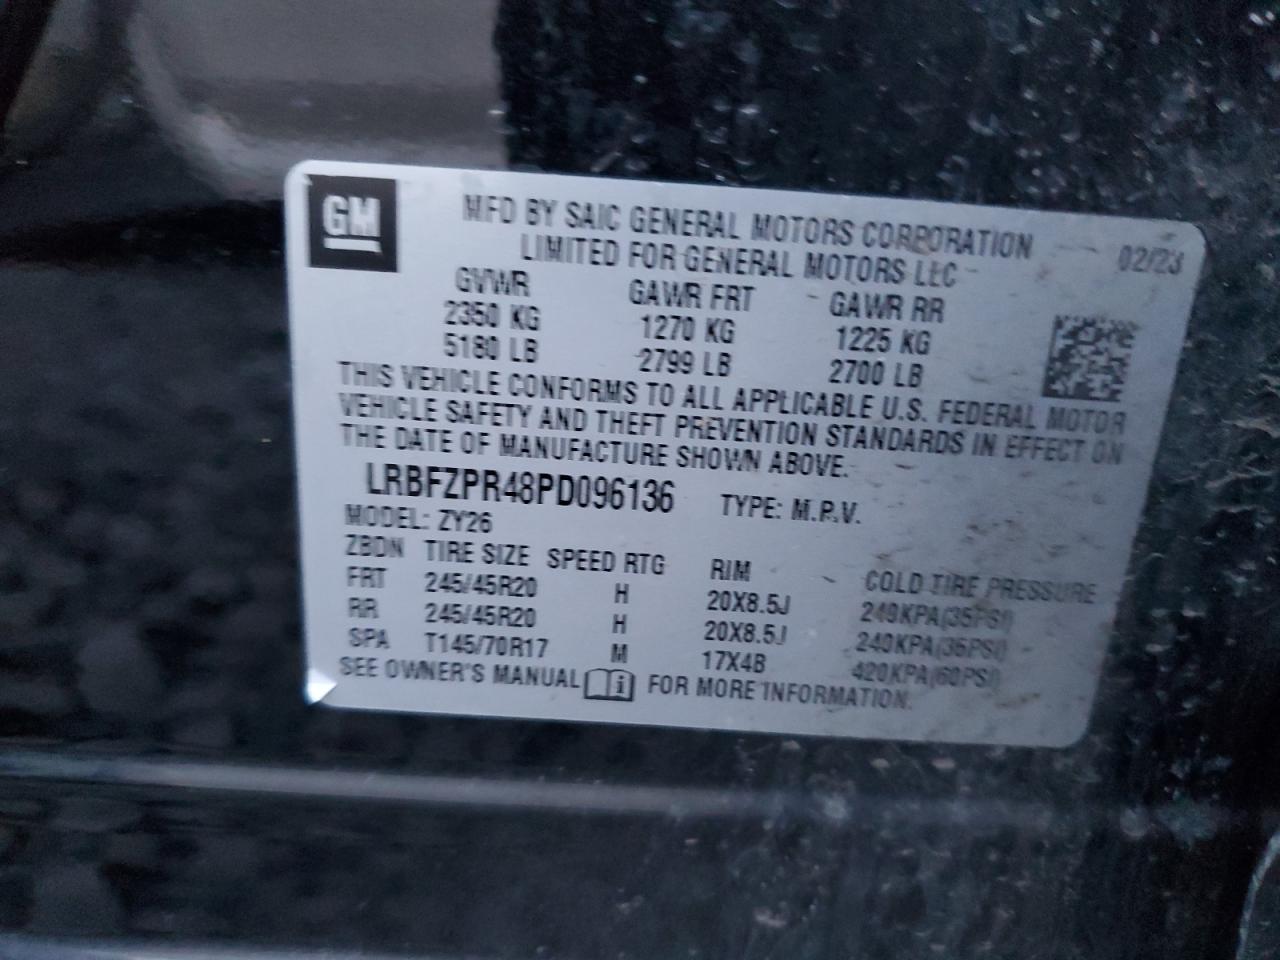 GM
MFD BY SAIC GENERAL MOTORS CORPORATION
LIMITED FOR GENERAL MOTORS LLC
02/23
GVWR GAWR FRT GAWR RR
2350 KG 1270 KG 1225 KG
5180 LB 2799 LB 2700 LB
THIS VEHICLE CONFORMS TO ALL APPLICABLE U.S. FEDERAL MOTOR
VEHICLE SAFETY AND THEFT PREVENTION STANDARDS IN EFFECT ON
THE DATE OF MANUFACTURE SHOWN ABOVE.
LRBFZPR48PD096136 TYPE: M.P.V.
MODEL: ZY26
ZBDN TIRE SIZE SPEED RTG RIM COLD TIRE PRESSURE
FRT 245/45R20 H 20X8.5J 240KPA(35PSI)
RR 245/45R20 H 20X8.5J 240KPA(35PSI)
SPA T145/70R17 M 17X4B 420KPA(60PSI)
SEE OWNER'S MANUAL i FOR MORE INFORMATION.